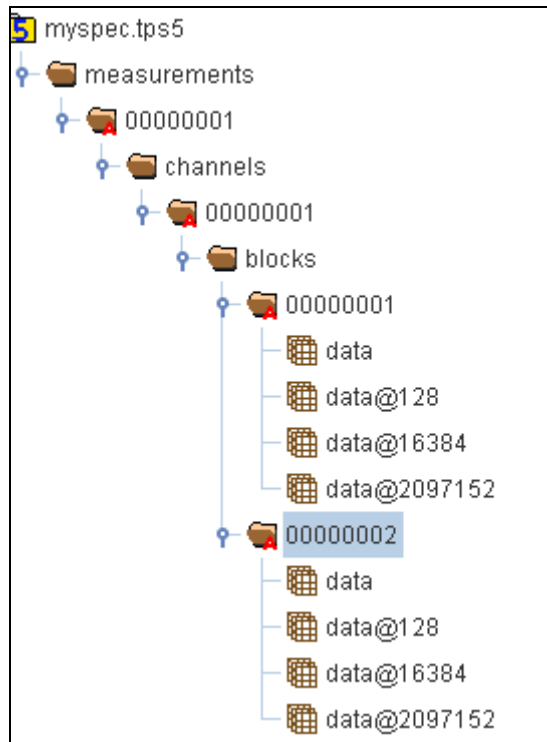 myspec.tps5
measurements
00000001
channels
00000001
blocks
00000001
data
data@128
data@16384
data@2097152
00000002
data
data@128
data@16384
data@2097152